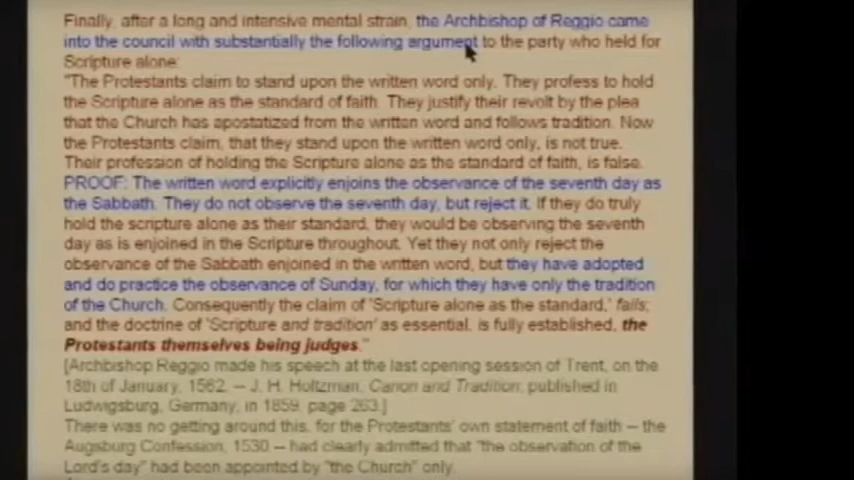 Finally, after a long and intensive mental strain, the Archbishop of Reggio came
into the council with substantially the following argument to the party who held for
Scripture alone:
"The Protestants claim to stand upon the written word only. They profess to hold
the Scripture alone as the standard of faith. They justify their revolt by the plea
that the Church has apostatized from the written word and follows tradition. Now
the Protestants claim, that they stand upon the written word only, is not true.
Their profession of holding the Scripture alone as the standard of faith, is false.
PROOF: The written word explicitly enjoins the observance of the seventh day as
the Sabbath. They do not observe the seventh day, but reject it. If they do truly
hold the scripture alone as their standard, they would be observing the seventh
day as is enjoined in the Scripture throughout. Yet they not only reject the
observance of the Sabbath enjoined in the written word, but they have adopted
and do practice the observance of Sunday, for which they have only the tradition
of the Church. Consequently the claim of 'Scripture alone as the standard,' fails;
and the doctrine of 'Scripture and tradition' as essential, is fully established, the
Protestants themselves being judges."
[Archbishop Reggio made his speech at the last opening session of Trent, on the
18th of January, 1562. -- J. H. Holtzman, Canon and Tradition, published in
Ludwigsburg, Germany, in 1859, page 263.]
There was no getting around this, for the Protestants' own statement of faith -- the
Augsburg Confession, 1530 -- had clearly admitted that "the observation of the
Lord's day" had been appointed by "the Church" only.